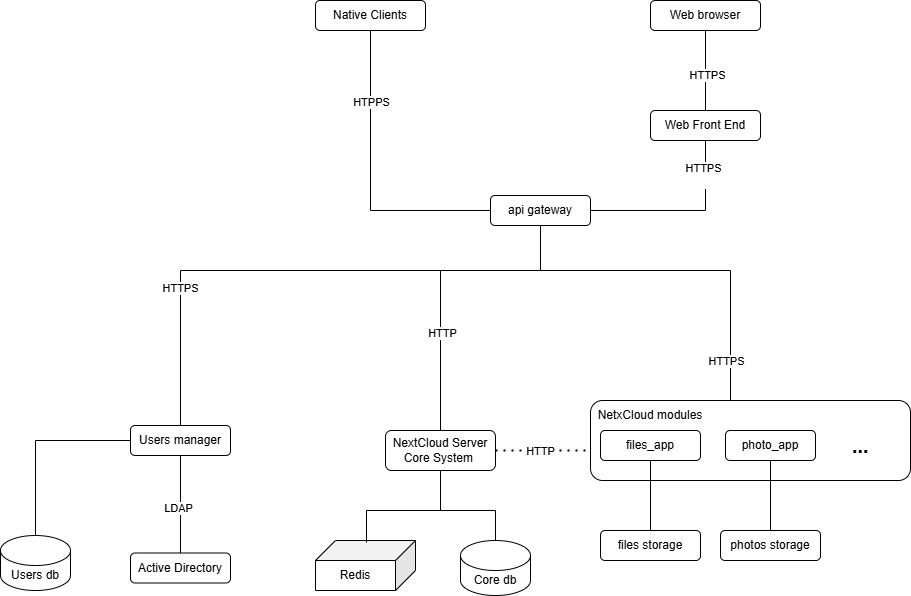 Native Clients
Web browser
HTTPS
HTPPS
Web Front End
HTTPS
api gateway
HTTPS
HTTP
HTTPS
NetxCloud modules
Users manager
NextCloud Server
Core System
HTTP
files_app
photo_app
...
LDAP
Users db
Active Directory
Redis
Core db
files storage
photos storage